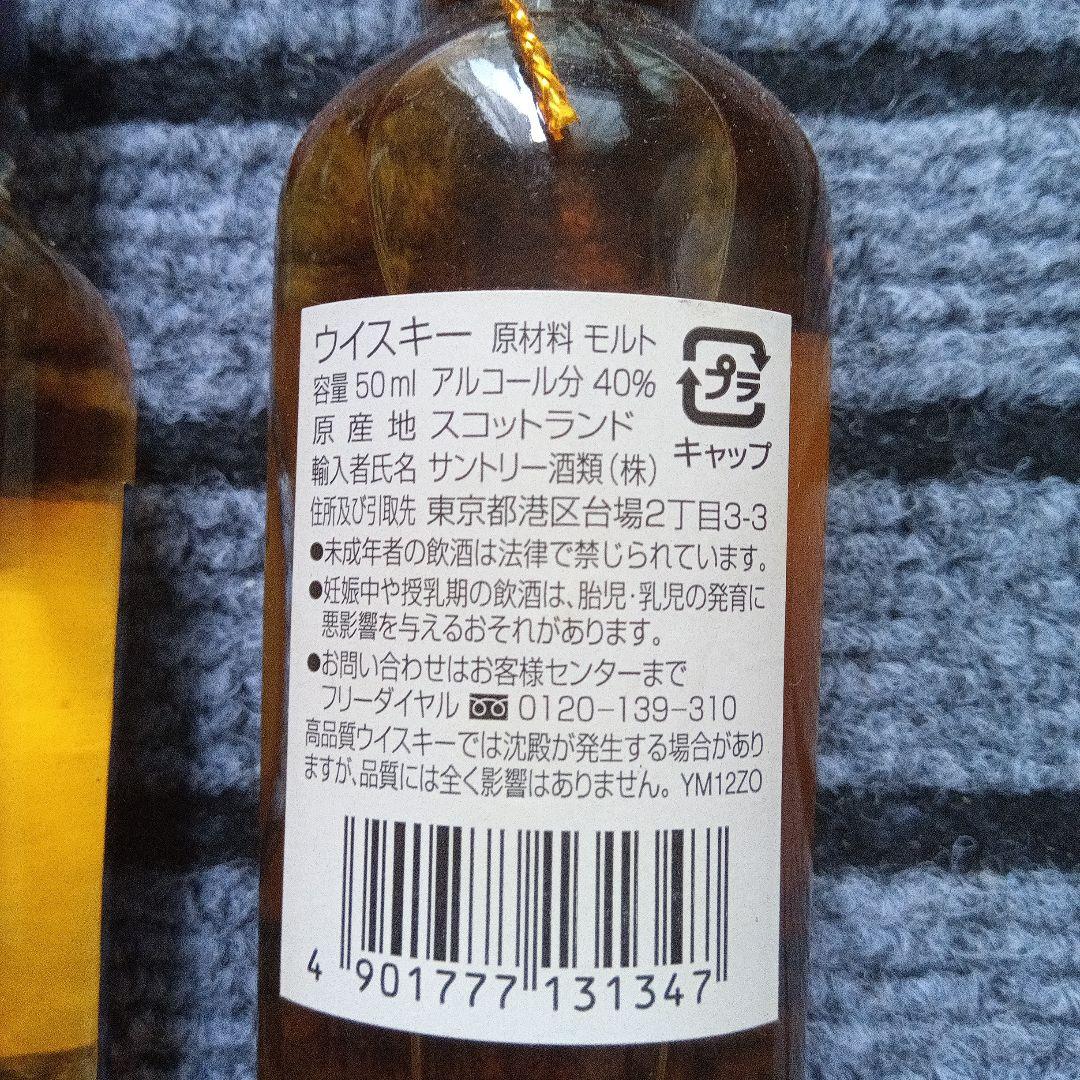 ウイスキー 原材料 モルト
容量 50ml アルコール分 40%
原産地 スコットランド
輸入者氏名 サントリー酒類(株)
住所及び引取先 東京都港区台場2丁目3-3
プラ
キャップ
●未成年者の飲酒は法律で禁じられています。
●妊娠中や授乳期の飲酒は、胎児・乳児の発育に
悪影響を与えるおそれがあります。
●お問い合わせはお客様センターまで
フリーダイヤル 0120-139-310
高品質ウイスキーでは沈殿が発生する場合があり
ますが、品質には全く影響はありません。 YM12ZO
4 901777 131347